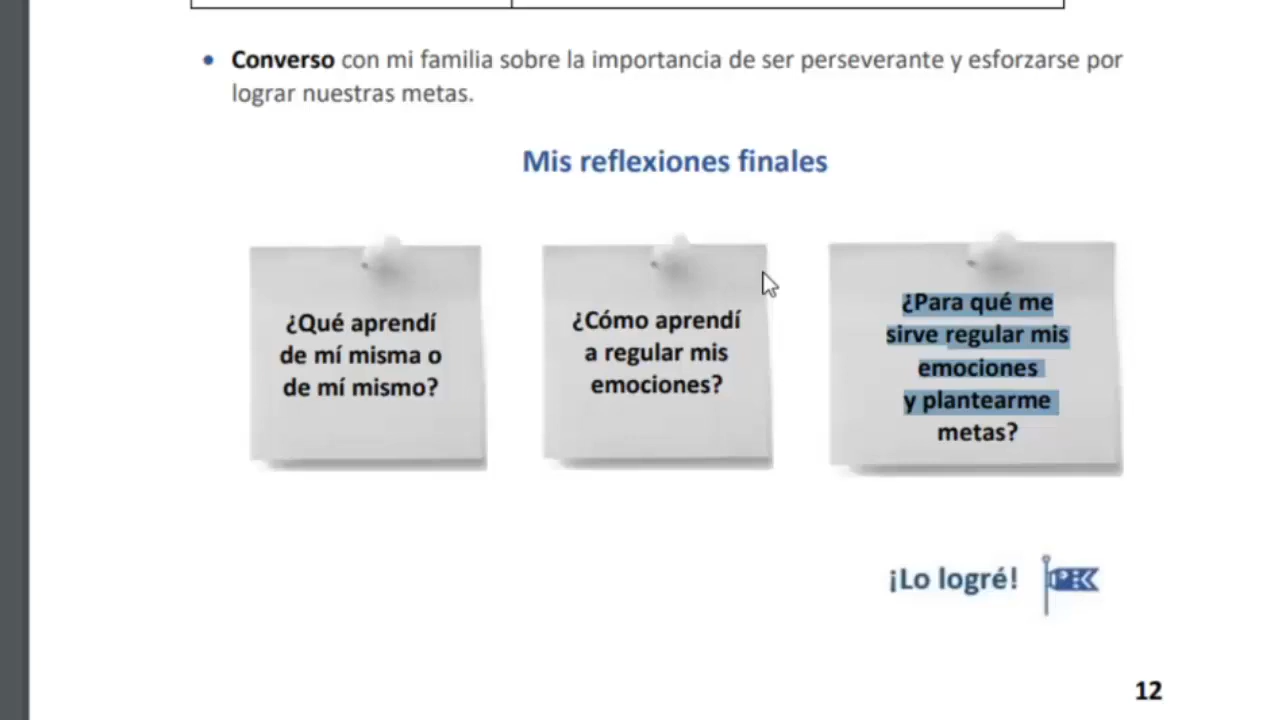 • Converso con mi familia sobre la importancia de ser perseverante y esforzarse por
lograr nuestras metas.
Mis reflexiones finales
¿Qué aprendí
de mí misma o
de mí mismo?
¿Cómo aprendí
a regular mis
emociones?
¿Para qué me
sirve regular mis
emociones
y plantearme
metas?
¡Lo logré!
12